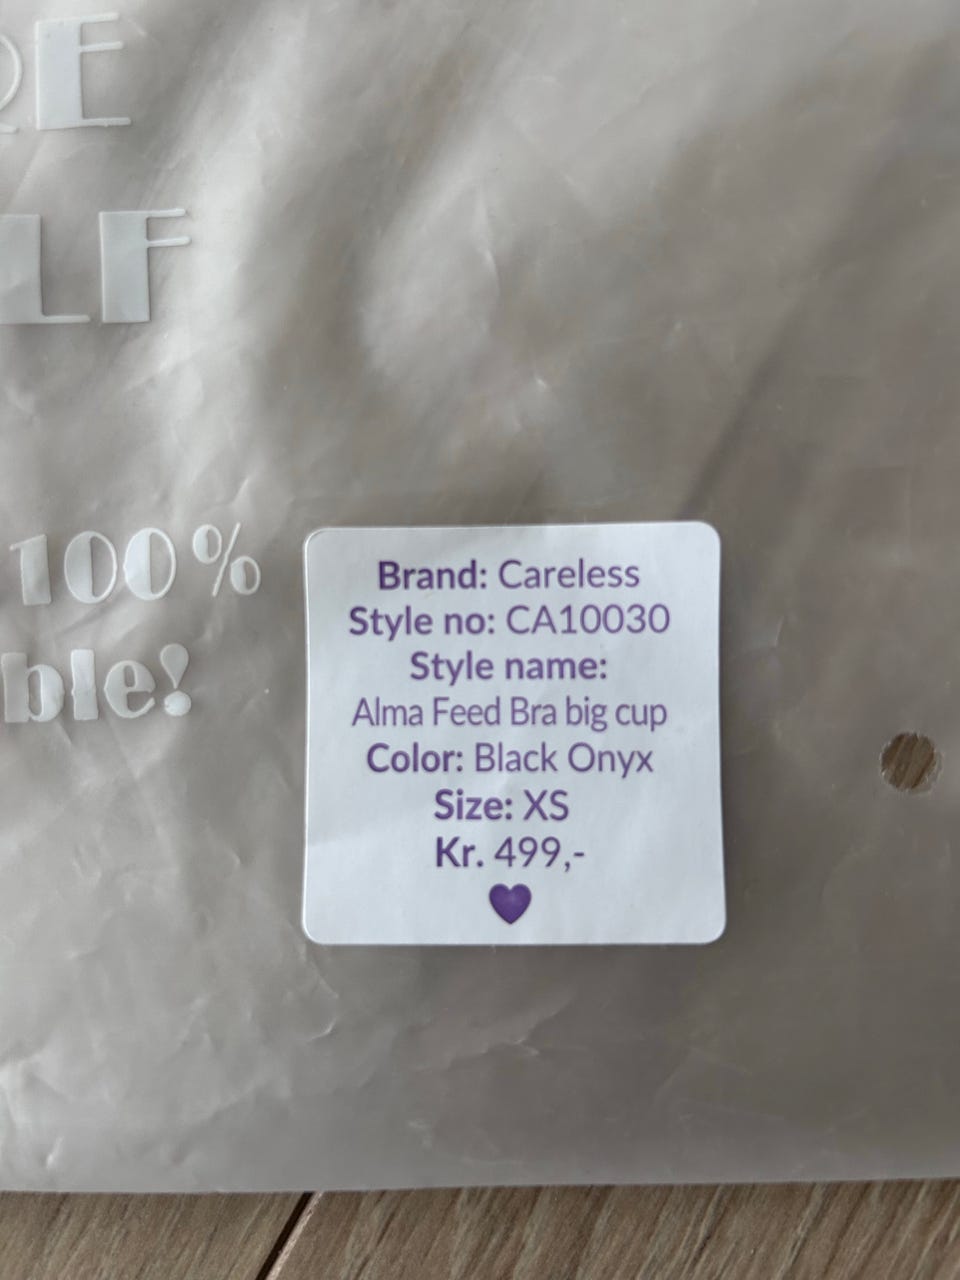 100%
Brand: Careless
Style no: CA10030
Style name:
Alma Feed Bra big cup
Color: Black Onyx
Size: XS
Kr. 499,-